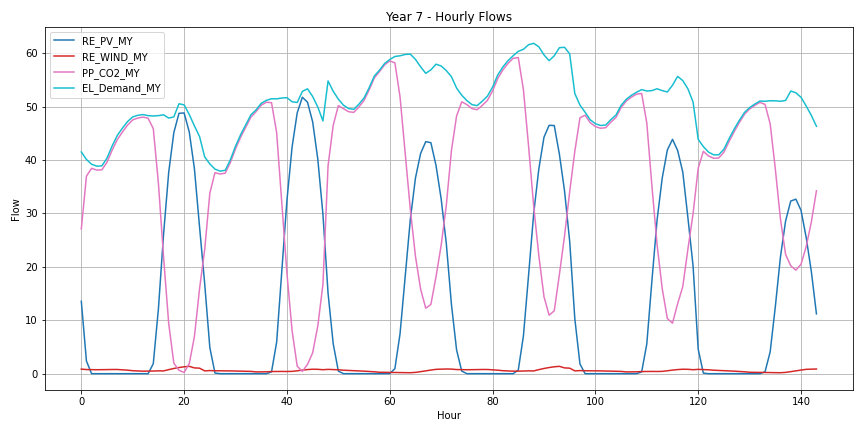 Year 7 - Hourly Flows
RE_PV_MY
RE_WIND_MY
PP_CO2_MY
EL_Demand_MY
60
50
40
30
20
10
0
Flow
0 20 40 60 80 100 120 140
Hour